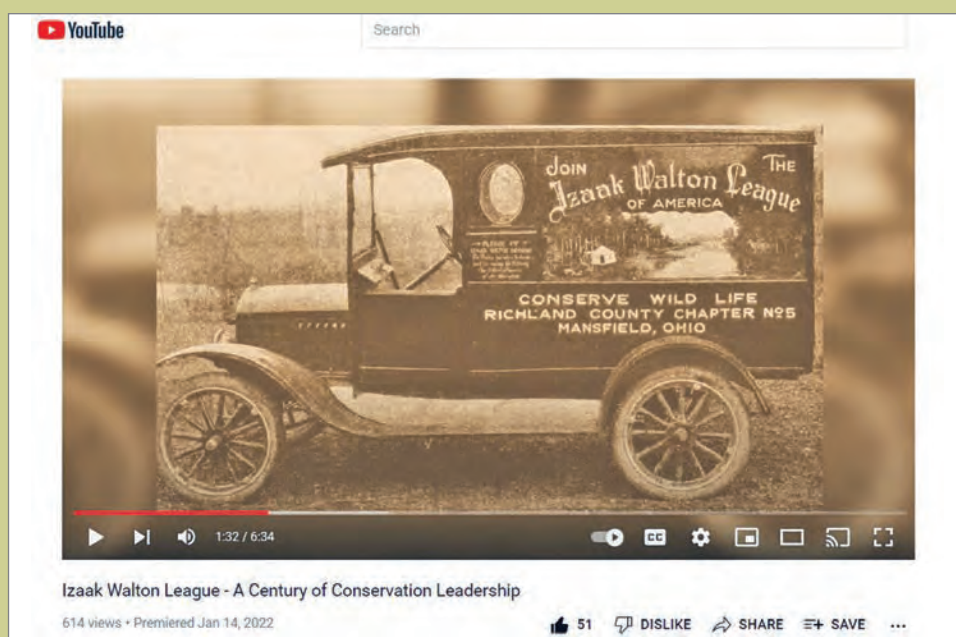 YouTube
Search
JOIN THE
Izaak Walton League
OF AMERICA
CONSERVE WILD LIFE
RICHLAND COUNTY CHAPTER Nº5
MANSFIELD, OHIO
1:32 / 6:34
CC
Izaak Walton League - A Century of Conservation Leadership
614 views • Premiered Jan 14, 2022
51 DISLIKE SHARE SAVE ...